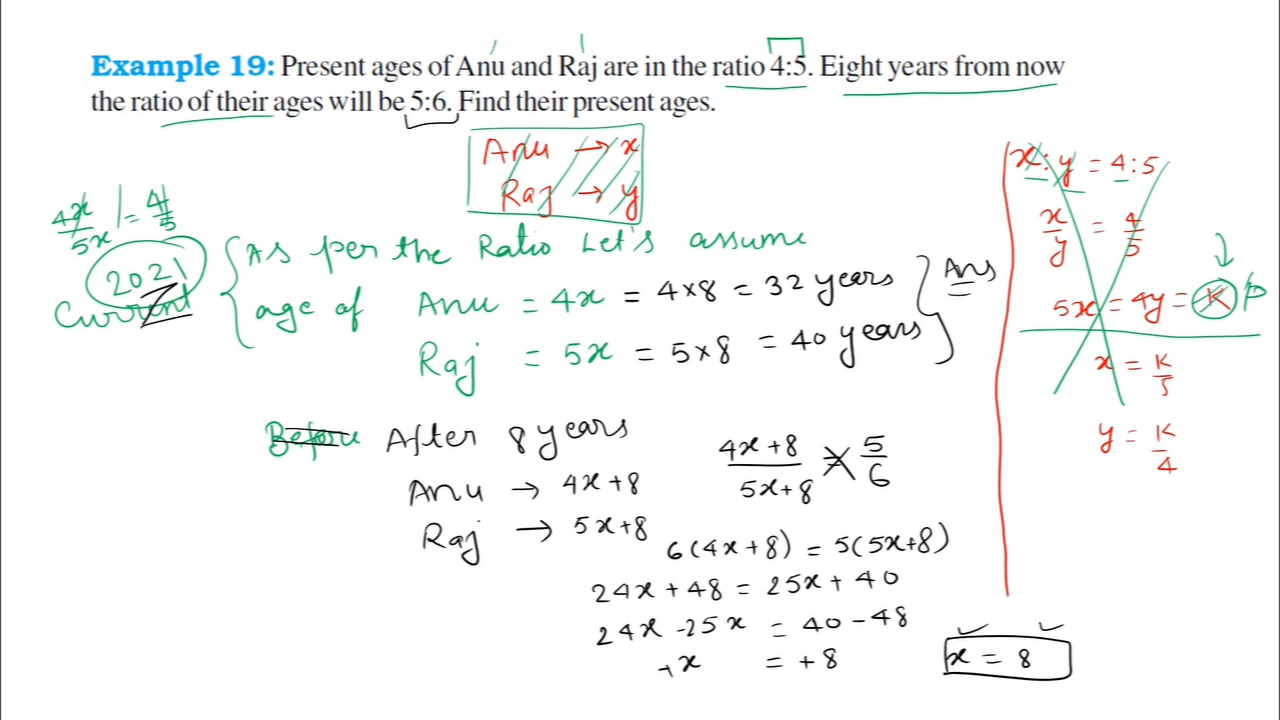 Example 19: Present ages of Anu and Raj are in the ratio 4:5. Eight years from now
the ratio of their ages will be 5:6. Find their present ages.
Anu → x
Raj → y
4x/5x = 4/5
2021
Current
As per the Ratio Let's assume
age of Anu = 4x = 4×8 = 32 years
Raj = 5x = 5×8 = 40 years
Ans
Before After 8 years
Anu → 4x+8
Raj → 5x+8
4x+8/5x+8 5/6
6(4x+8) = 5(5x+8)
24x+48 = 25x+40
24x-25x = 40-48
+x = +8
x = 8
x:y = 4:5
x/y = 4/5
5x = 4y = K p
x = K/5
y = K/4